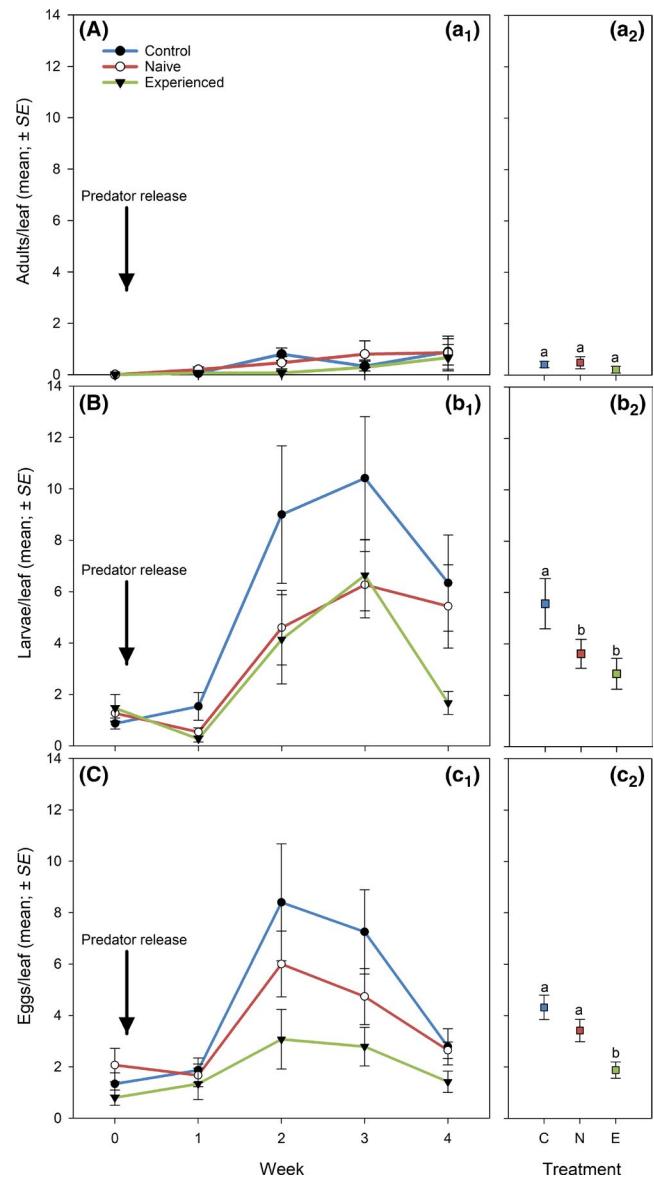 (A)
(a1)
(a2)
Control
Naive
Experienced
Predator release
Adults/leaf (mean; ± SE)
14
12
10
8
6
4
2
0
a a a
(B)
(b1)
(b2)
Predator release
Larvae/leaf (mean; ± SE)
14
12
10
8
6
4
2
0
a
b
b
(C)
(c1)
(c2)
Predator release
Eggs/leaf (mean; ± SE)
14
12
10
8
6
4
2
0
a
a
b
0 1 2 3 4
C N E
Week
Treatment